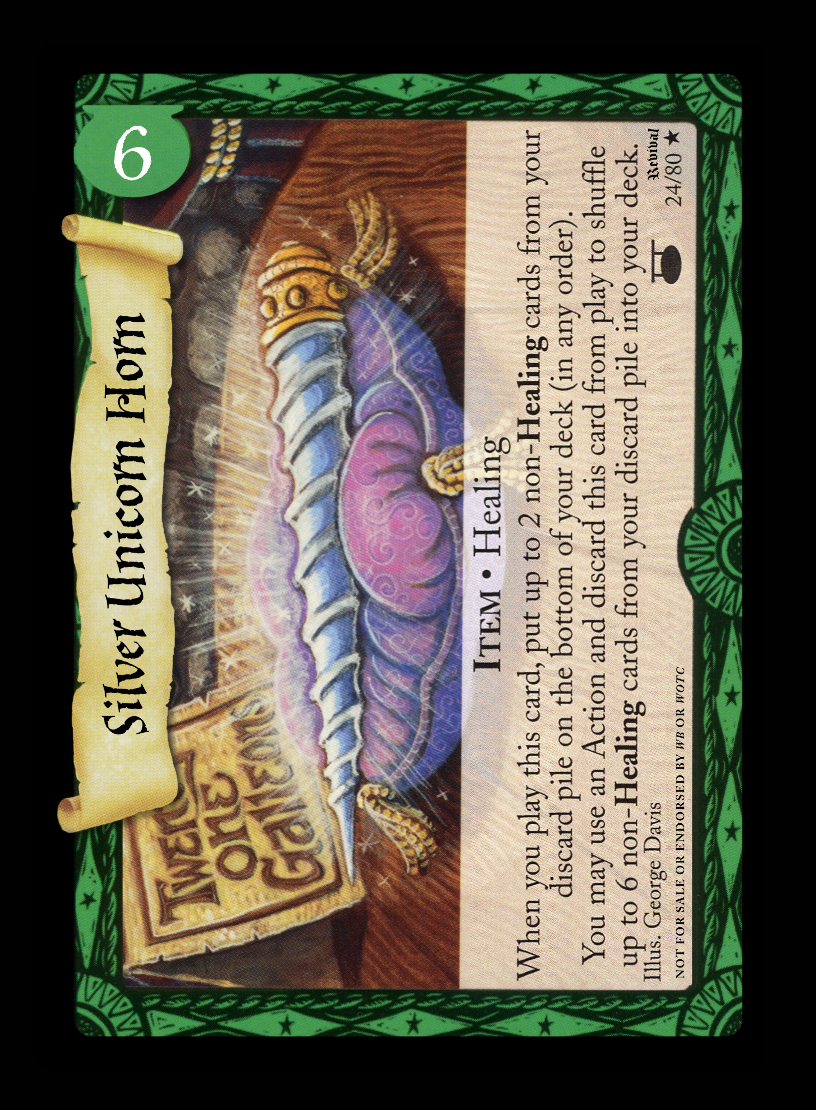 6
Silver Unicorn Horn
Twen
one
Galleons
ITEM • Healing
When you play this card, put up to 2 non-Healing cards from your
discard pile on the bottom of your deck (in any order).
You may use an Action and discard this card from play to shuffle
up to 6 non-Healing cards from your discard pile into your deck.
Illus. George Davis
Revival
24/80 ★
NOT FOR SALE OR ENDORSED BY WB OR WOTC